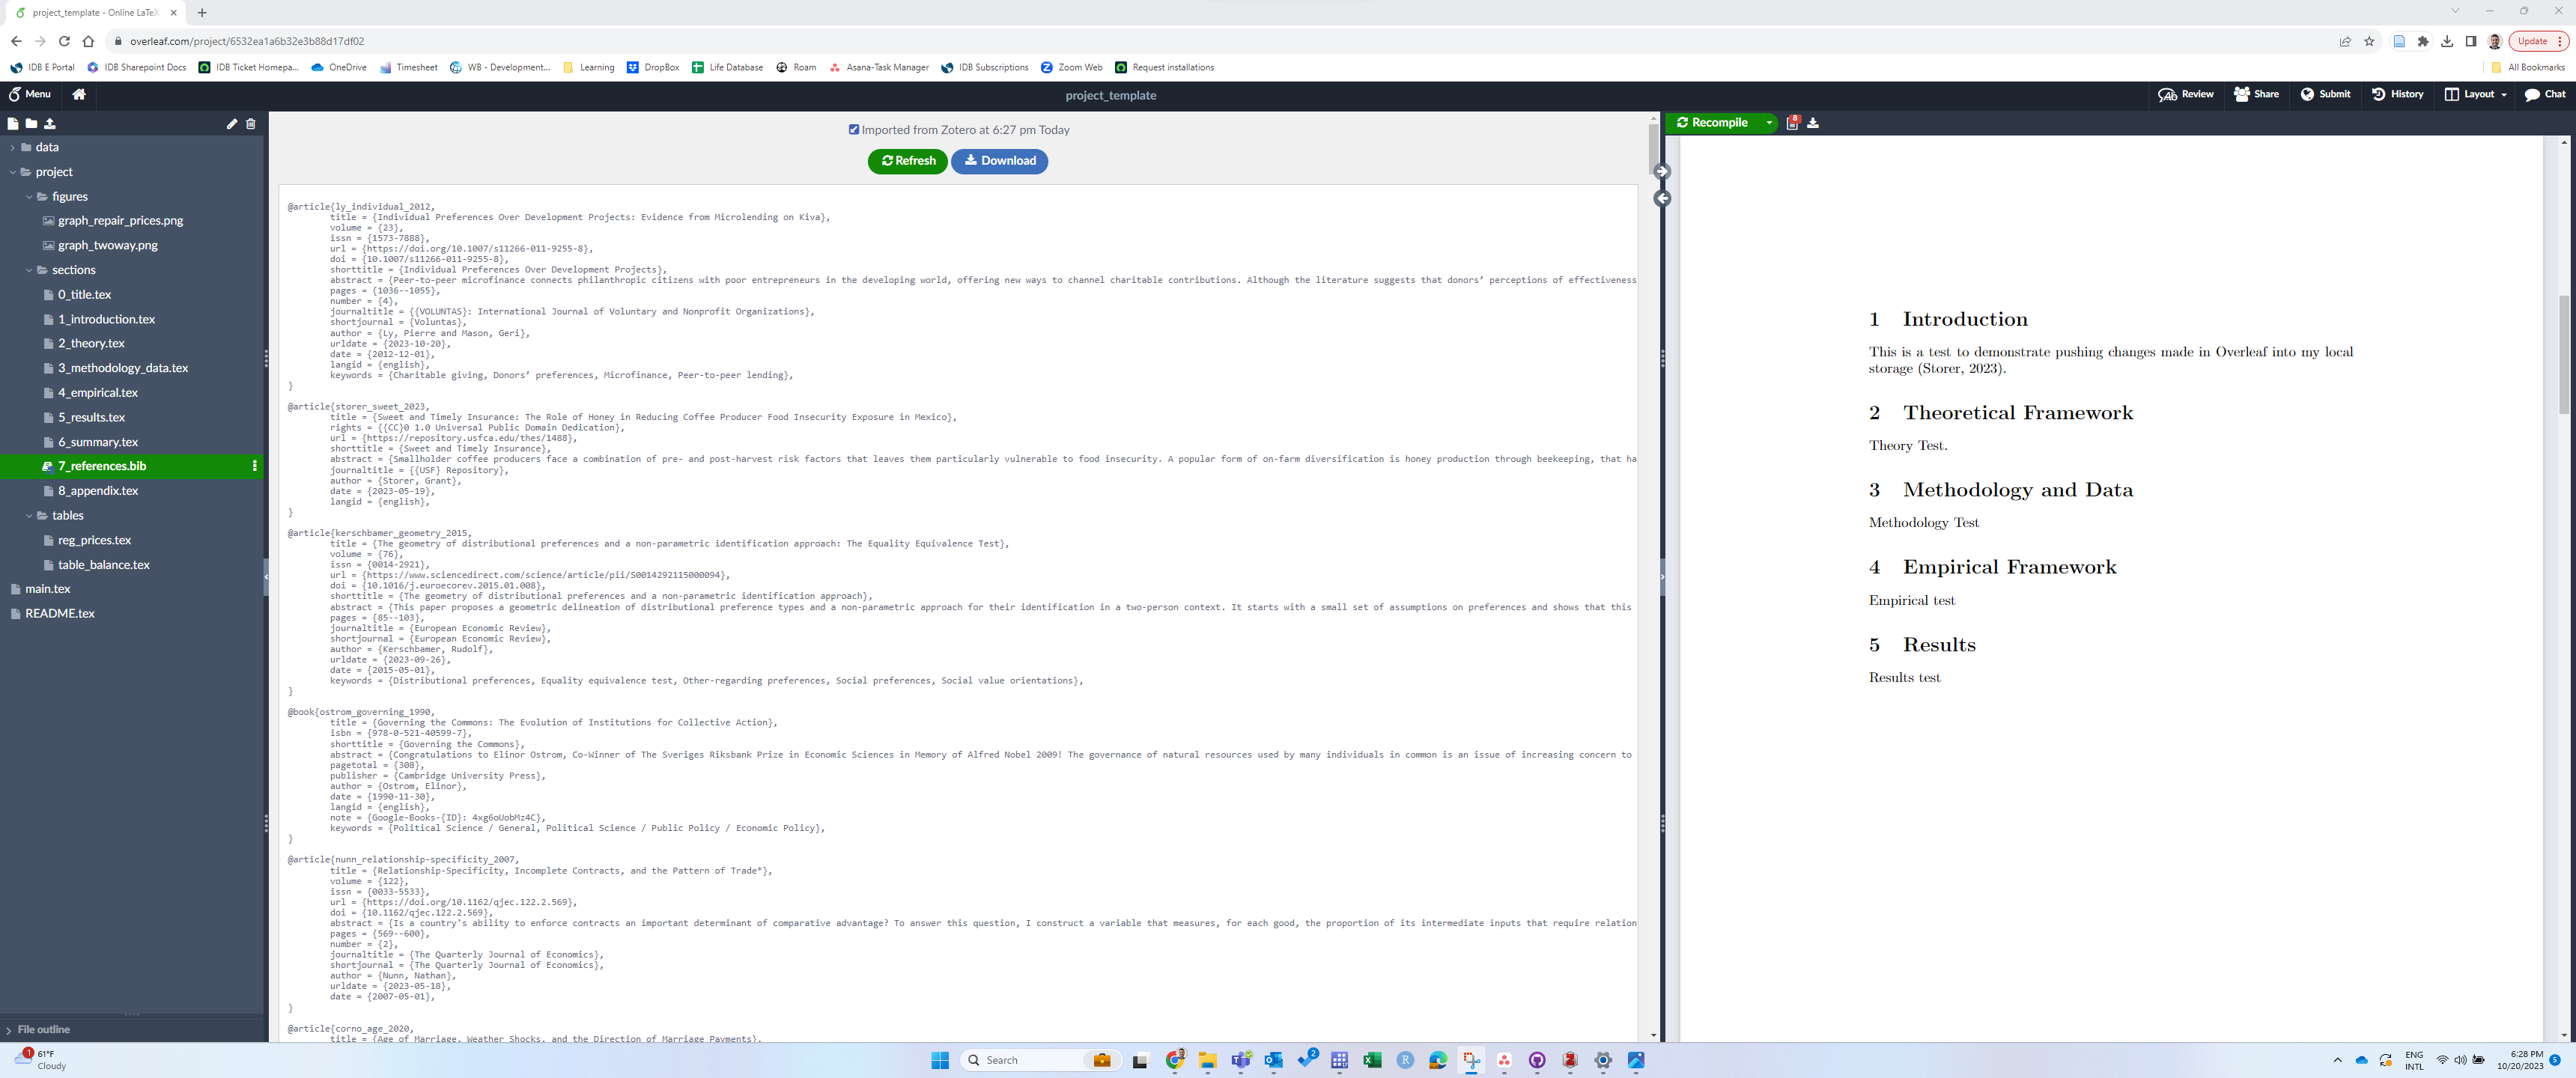 project_template - Online LaTeX
overleaf.com/project/6532ea1a6b32e3b88d17df02
Update
IDB E Portal
IDB Sharepoint Docs
IDB Ticket Homepa...
OneDrive
Timesheet
WB - Development...
Learning
DropBox
Life Database
Roam
Asana-Task Manager
IDB Subscriptions
Zoom Web
Request installations
All Bookmarks
Menu
project_template
Review
Share
Submit
History
Layout
Chat
data
project
figures
graph_repair_prices.png
graph_twoway.png
sections
0_title.tex
1_introduction.tex
2_theory.tex
3_methodology_data.tex
4_empirical.tex
5_results.tex
6_summary.tex
7_references.bib
8_appendix.tex
tables
reg_prices.tex
table_balance.tex
main.tex
README.tex
File outline
Imported from Zotero at 6:27 pm Today
Refresh
Download
@article{ly_individual_2012,
title = {Individual Preferences Over Development Projects: Evidence from Microlending on Kiva},
volume = {23},
issn = {1573-7888},
url = {https://doi.org/10.1007/s11266-011-9255-8},
doi = {10.1007/s11266-011-9255-8},
shorttitle = {Individual Preferences Over Development Projects},
abstract = {Peer-to-peer microfinance connects philanthropic citizens with poor entrepreneurs in the developing world, offering new ways to channel charitable contributions. Although the literature suggests that donors’ perceptions of effectiveness
pages = {1036--1055},
number = {4},
journaltitle = {{VOLUNTAS}: International Journal of Voluntary and Nonprofit Organizations},
shortjournal = {Voluntas},
author = {Ly, Pierre and Mason, Geri},
urldate = {2023-10-20},
date = {2012-12-01},
langid = {english},
keywords = {Charitable giving, Donors’ preferences, Microfinance, Peer-to-peer lending},
}
@article{storer_sweet_2023,
title = {Sweet and Timely Insurance: The Role of Honey in Reducing Coffee Producer Food Insecurity Exposure in Mexico},
rights = {{CC}0 1.0 Universal Public Domain Dedication},
url = {https://repository.usfca.edu/thes/1488},
shorttitle = {Sweet and Timely Insurance},
abstract = {Smallholder coffee producers face a combination of pre- and post-harvest risk factors that leaves them particularly vulnerable to food insecurity. A popular form of on-farm diversification is honey production through beekeeping, that ha
journaltitle = {{USF} Repository},
author = {Storer, Grant},
date = {2023-05-19},
langid = {english},
}
@article{kerschbamer_geometry_2015,
title = {The geometry of distributional preferences and a non-parametric identification approach: The Equality Equivalence Test},
volume = {76},
issn = {0014-2921},
url = {https://www.sciencedirect.com/science/article/pii/S0014292115000094},
doi = {10.1016/j.euroecorev.2015.01.008},
shorttitle = {The geometry of distributional preferences and a non-parametric identification approach},
abstract = {This paper proposes a geometric delineation of distributional preference types and a non-parametric approach for their identification in a two-person context. It starts with a small set of assumptions on preferences and shows that this
pages = {85--103},
journaltitle = {European Economic Review},
shortjournal = {European Economic Review},
author = {Kerschbamer, Rudolf},
urldate = {2023-09-26},
date = {2015-05-01},
keywords = {Distributional preferences, Equality equivalence test, Other-regarding preferences, Social preferences, Social value orientations},
}
@book{ostrom_governing_1990,
title = {Governing the Commons: The Evolution of Institutions for Collective Action},
isbn = {978-0-521-40599-7},
shorttitle = {Governing the Commons},
abstract = {Congratulations to Elinor Ostrom, Co-Winner of The Sveriges Riksbank Prize in Economic Sciences in Memory of Alfred Nobel 2009! The governance of natural resources used by many individuals in common is an issue of increasing concern to
pagetotal = {308},
publisher = {Cambridge University Press},
author = {Ostrom, Elinor},
date = {1990-11-30},
langid = {english},
note = {Google-Books-{ID}: 4xg6oUobMz4C},
keywords = {Political Science / General, Political Science / Public Policy / Economic Policy},
}
@article{nunn_relationship-specificity_2007,
title = {Relationship-Specificity, Incomplete Contracts, and the Pattern of Trade*},
volume = {122},
issn = {0033-5533},
url = {https://doi.org/10.1162/qjec.122.2.569},
doi = {10.1162/qjec.122.2.569},
abstract = {Is a country's ability to enforce contracts an important determinant of comparative advantage? To answer this question, I construct a variable that measures, for each good, the proportion of its intermediate inputs that require relation
pages = {569--600},
number = {2},
journaltitle = {The Quarterly Journal of Economics},
shortjournal = {The Quarterly Journal of Economics},
author = {Nunn, Nathan},
urldate = {2023-05-18},
date = {2007-05-01},
}
@article{corno_age_2020,
title = {Age of Marriage, Weather Shocks, and the Direction of Marriage Payments},
Recompile
8
1 Introduction
This is a test to demonstrate pushing changes made in Overleaf into my local
storage (Storer, 2023).
2 Theoretical Framework
Theory Test.
3 Methodology and Data
Methodology Test
4 Empirical Framework
Empirical test
5 Results
Results test
1
61°F
Cloudy
Search
2
ENG
INTL
6:28 PM
10/20/2023
5